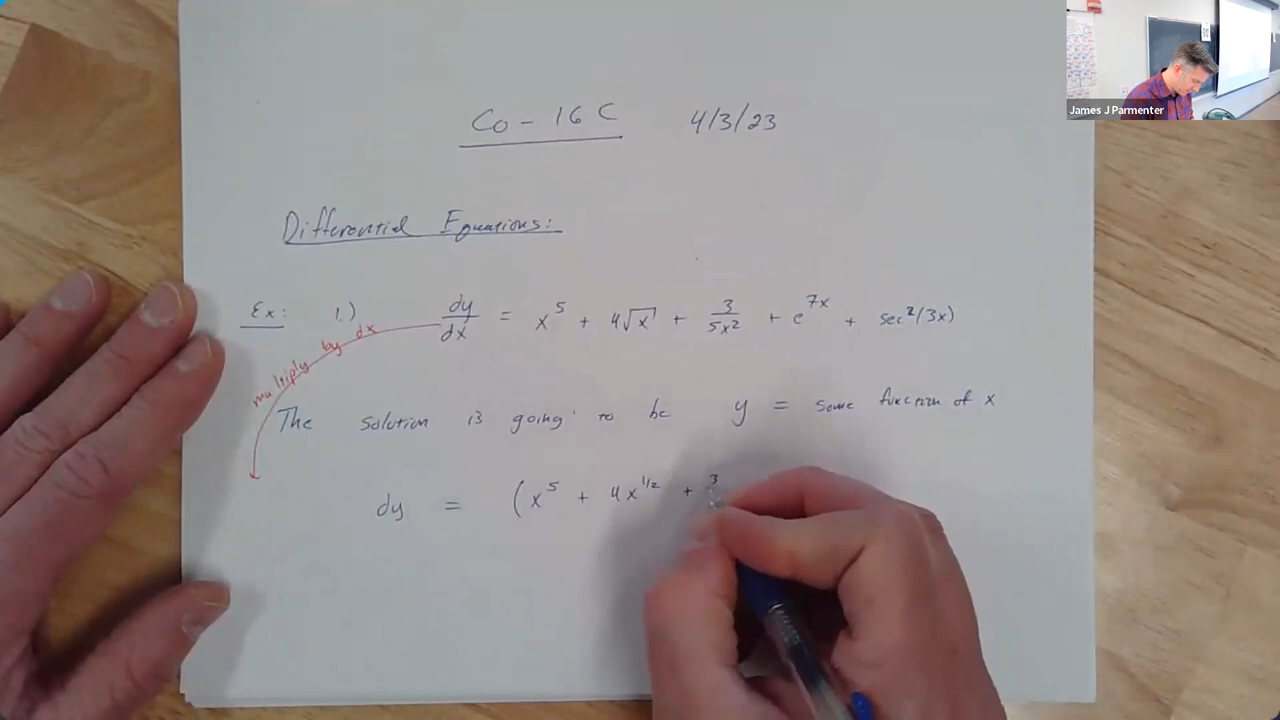 Co - 16 C 4/3/23
James J Parmenter
Differential Equations:
Ex: 1.) dy/dx = x^5 + 4√x + 3/5x^2 + e^7x + sec^2(3x)
multiply by dx
The solution is going to be y = some function of x
dy = (x^5 + 4x^1/2 + 3